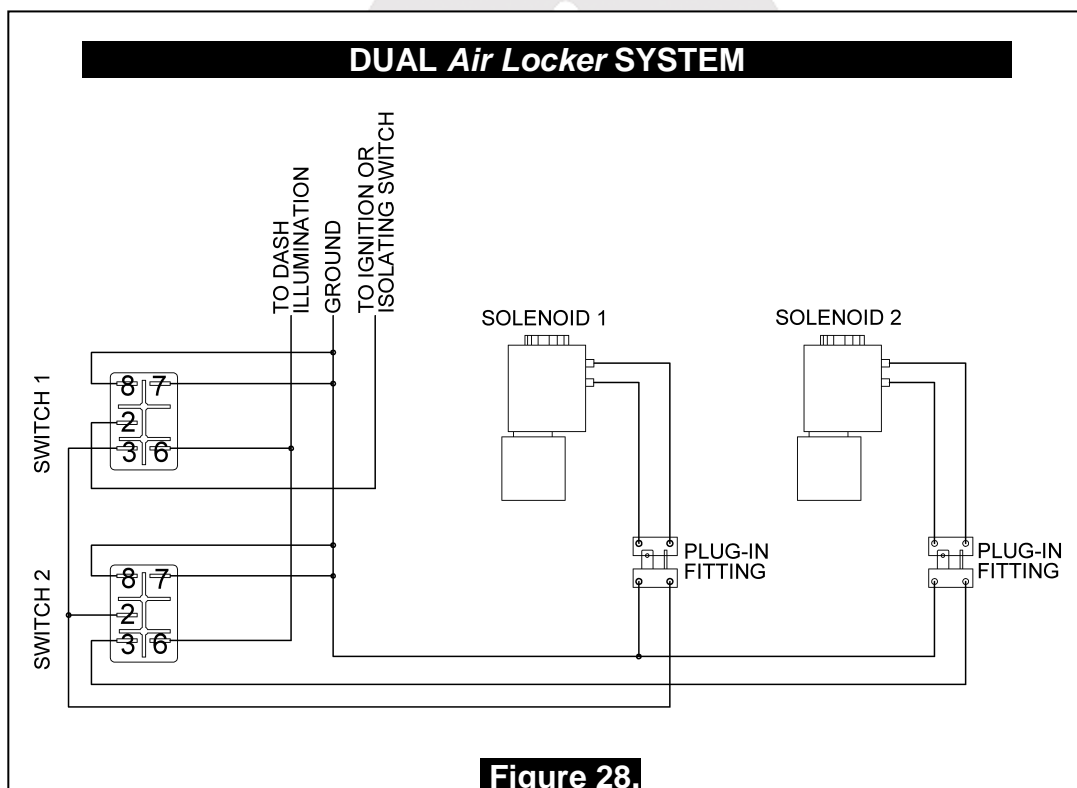 DUAL Air Locker SYSTEM
TO DASH
ILLUMINATION
GROUND
TO IGNITION OR
ISOLATING SWITCH
SOLENOID 1
SOLENOID 2
SWITCH 1
8 7
2
3 6
SWITCH 2
8 7
2
3 6
PLUG-IN
FITTING
PLUG-IN
FITTING
Figure 28.